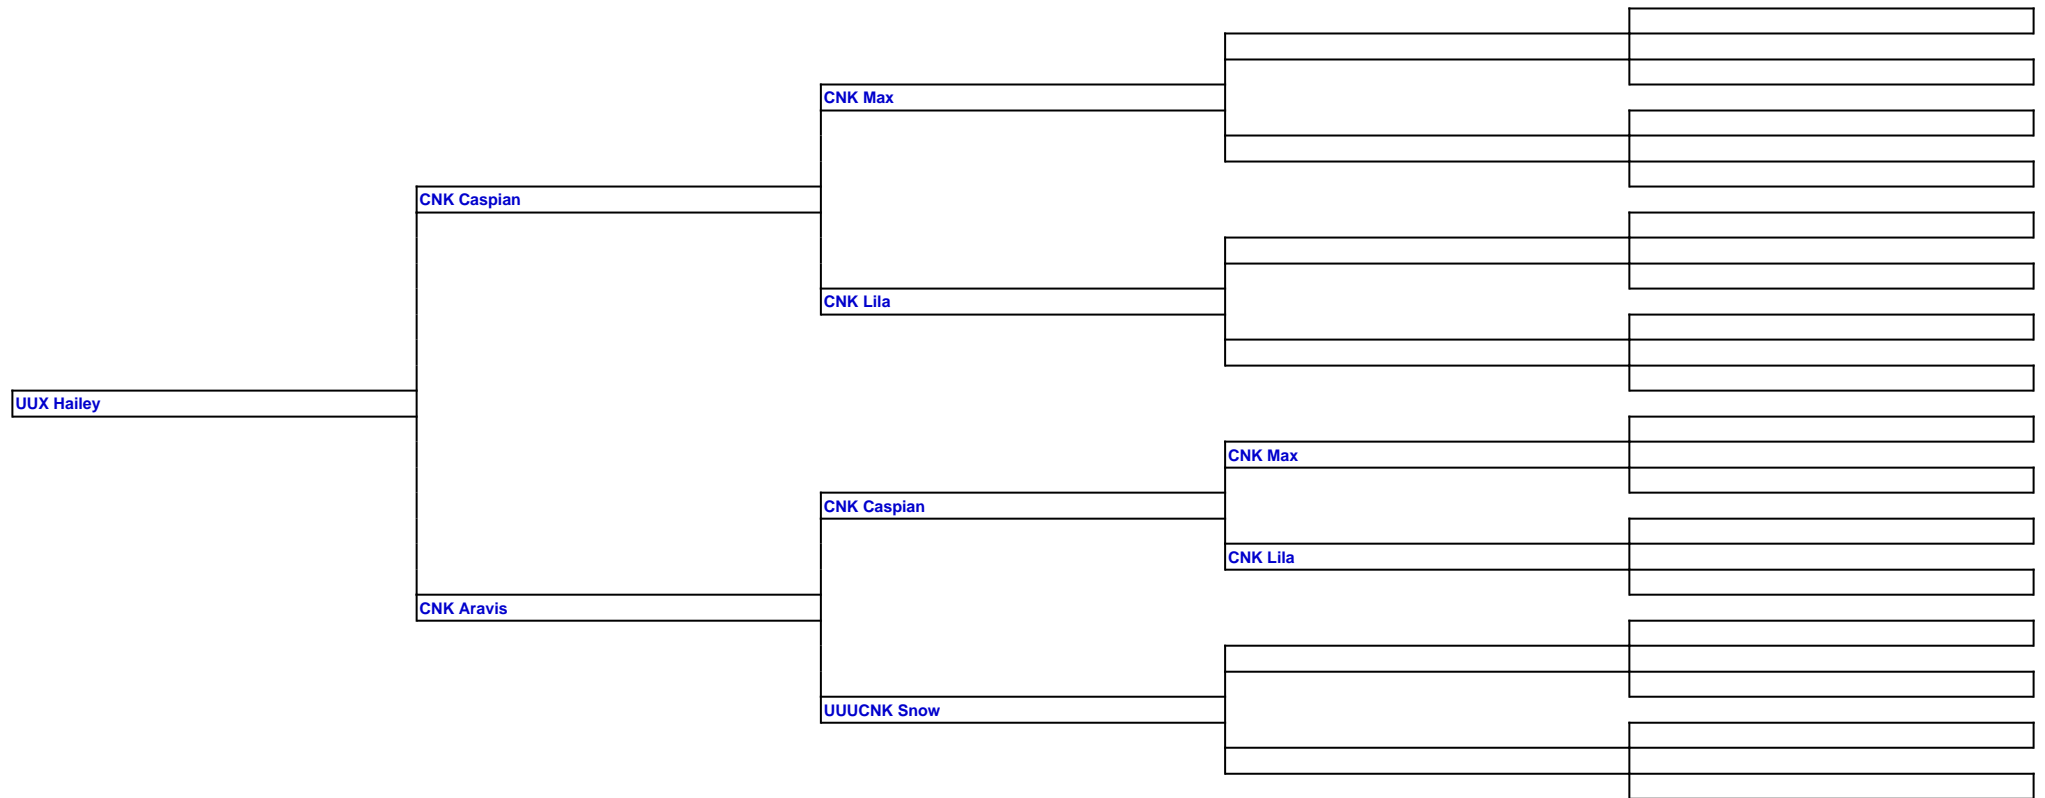 CNK Max
CNK Caspian
CNK Lila
UUX Hailey
CNK Max
CNK Caspian
CNK Lila
CNK Aravis
UUUCNK Snow